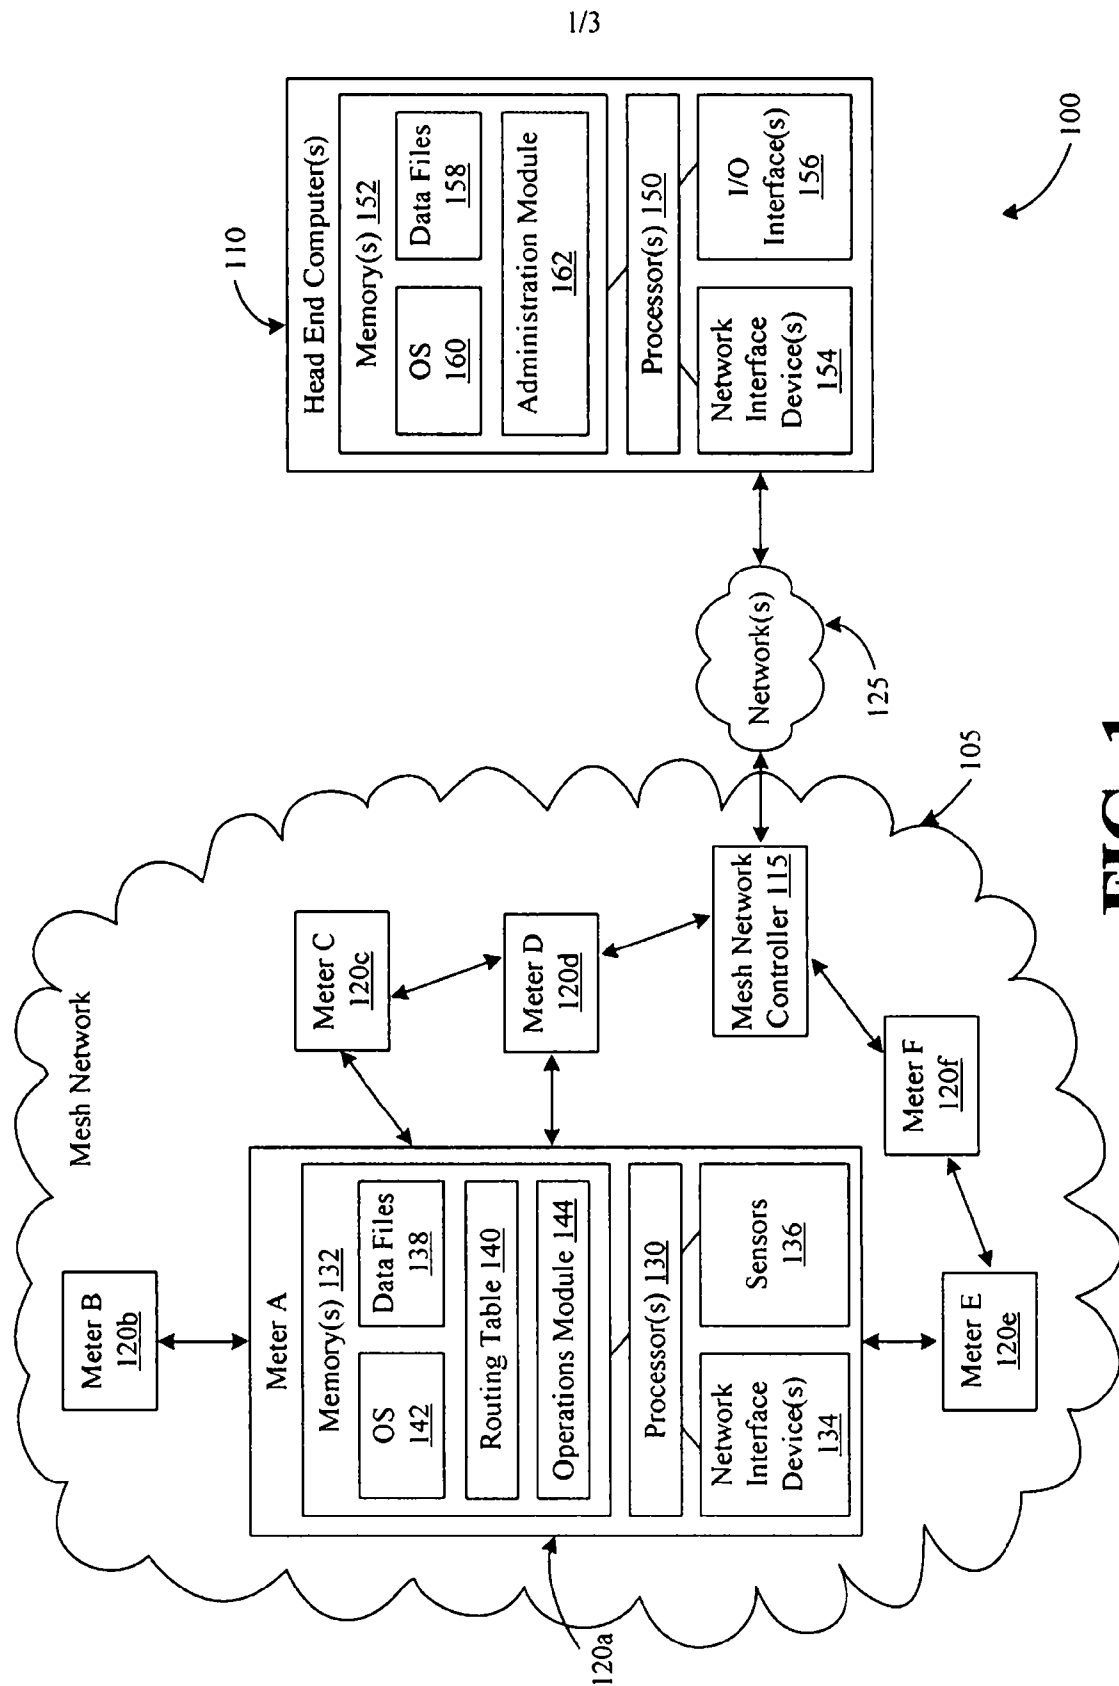 1/3
Mesh Network
Meter B
120b
Meter A
Memory(s) 132
OS
142
Data Files
138
Routing Table 140
Operations Module 144
Processor(s) 130
Network
Interface
Device(s)
134
Sensors
136
120a
Meter C
120c
Meter D
120d
Mesh Network
Controller 115
Meter E
120e
Meter F
120f
105
Network(s)
125
110
Head End Computer(s)
Memory(s) 152
OS
160
Data Files
158
Administration Module
162
Processor(s) 150
Network
Interface
Device(s)
154
I/O
Interface(s)
156
100
FIG. 1